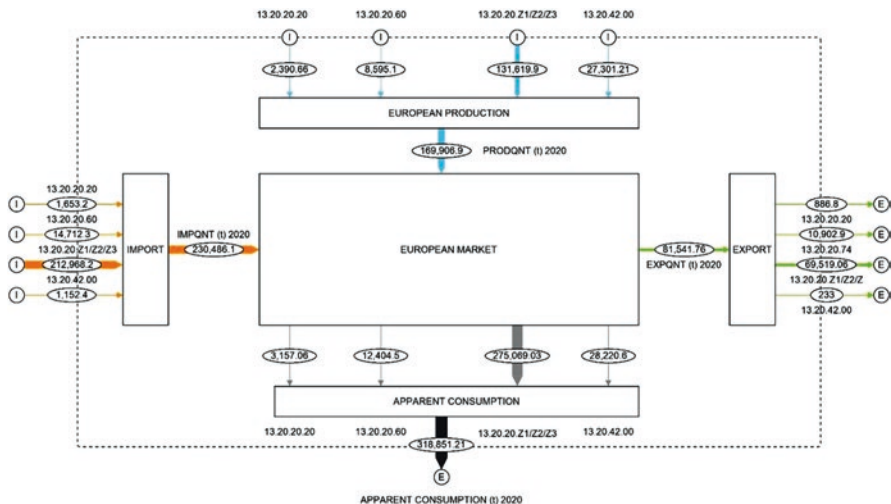 13.20.20.20
13.20.20.60
13.20.20 Z1/Z2/Z3
13.20.42.00
I
I
I
I
2,390.66
8,595.1
131,619.9
27,301.21
EUROPEAN PRODUCTION
169,906.9
PRODQNT (t) 2020
13.20.20.20
I
1,653.2
13.20.20.60
I
14,712.3
13.20.20 Z1/Z2/Z3
I
212,968.2
13.20.42.00
I
1,152.4
IMPORT
IMPQNT (t) 2020
230,486.1
EUROPEAN MARKET
81,541.76
EXPQNT (t) 2020
EXPORT
886.8
E
13.20.20.20
10,902.9
E
13.20.20.74
69,519.06
E
13.20.20 Z1/Z2/Z
233
E
13.20.42.00
3,157.06
12,404.5
275,069.03
28,220.6
APPARENT CONSUMPTION
13.20.20.20
13.20.20.60
13.20.20 Z1/Z2/Z3
13.20.42.00
318,851.21
E
APPARENT CONSUMPTION (t) 2020